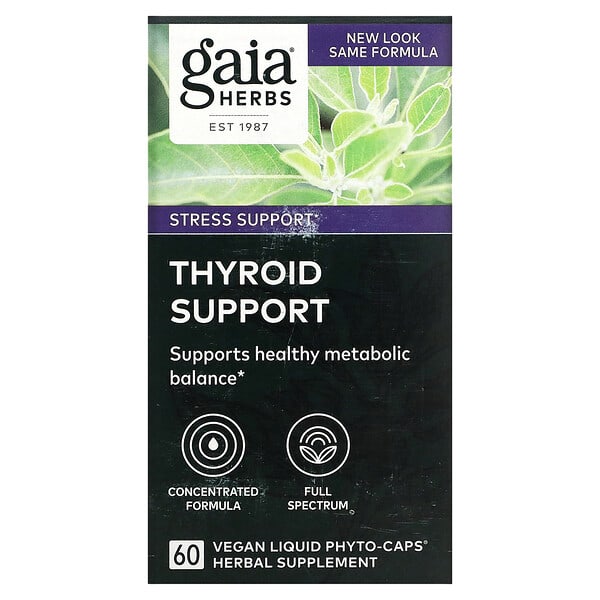 NEW LOOK
SAME FORMULA
gaia®
HERBS
EST 1987
STRESS SUPPORT*
THYROID
SUPPORT
Supports healthy metabolic
balance*
CONCENTRATED
FORMULA
FULL
SPECTRUM
60 VEGAN LIQUID PHYTO-CAPS®
HERBAL SUPPLEMENT